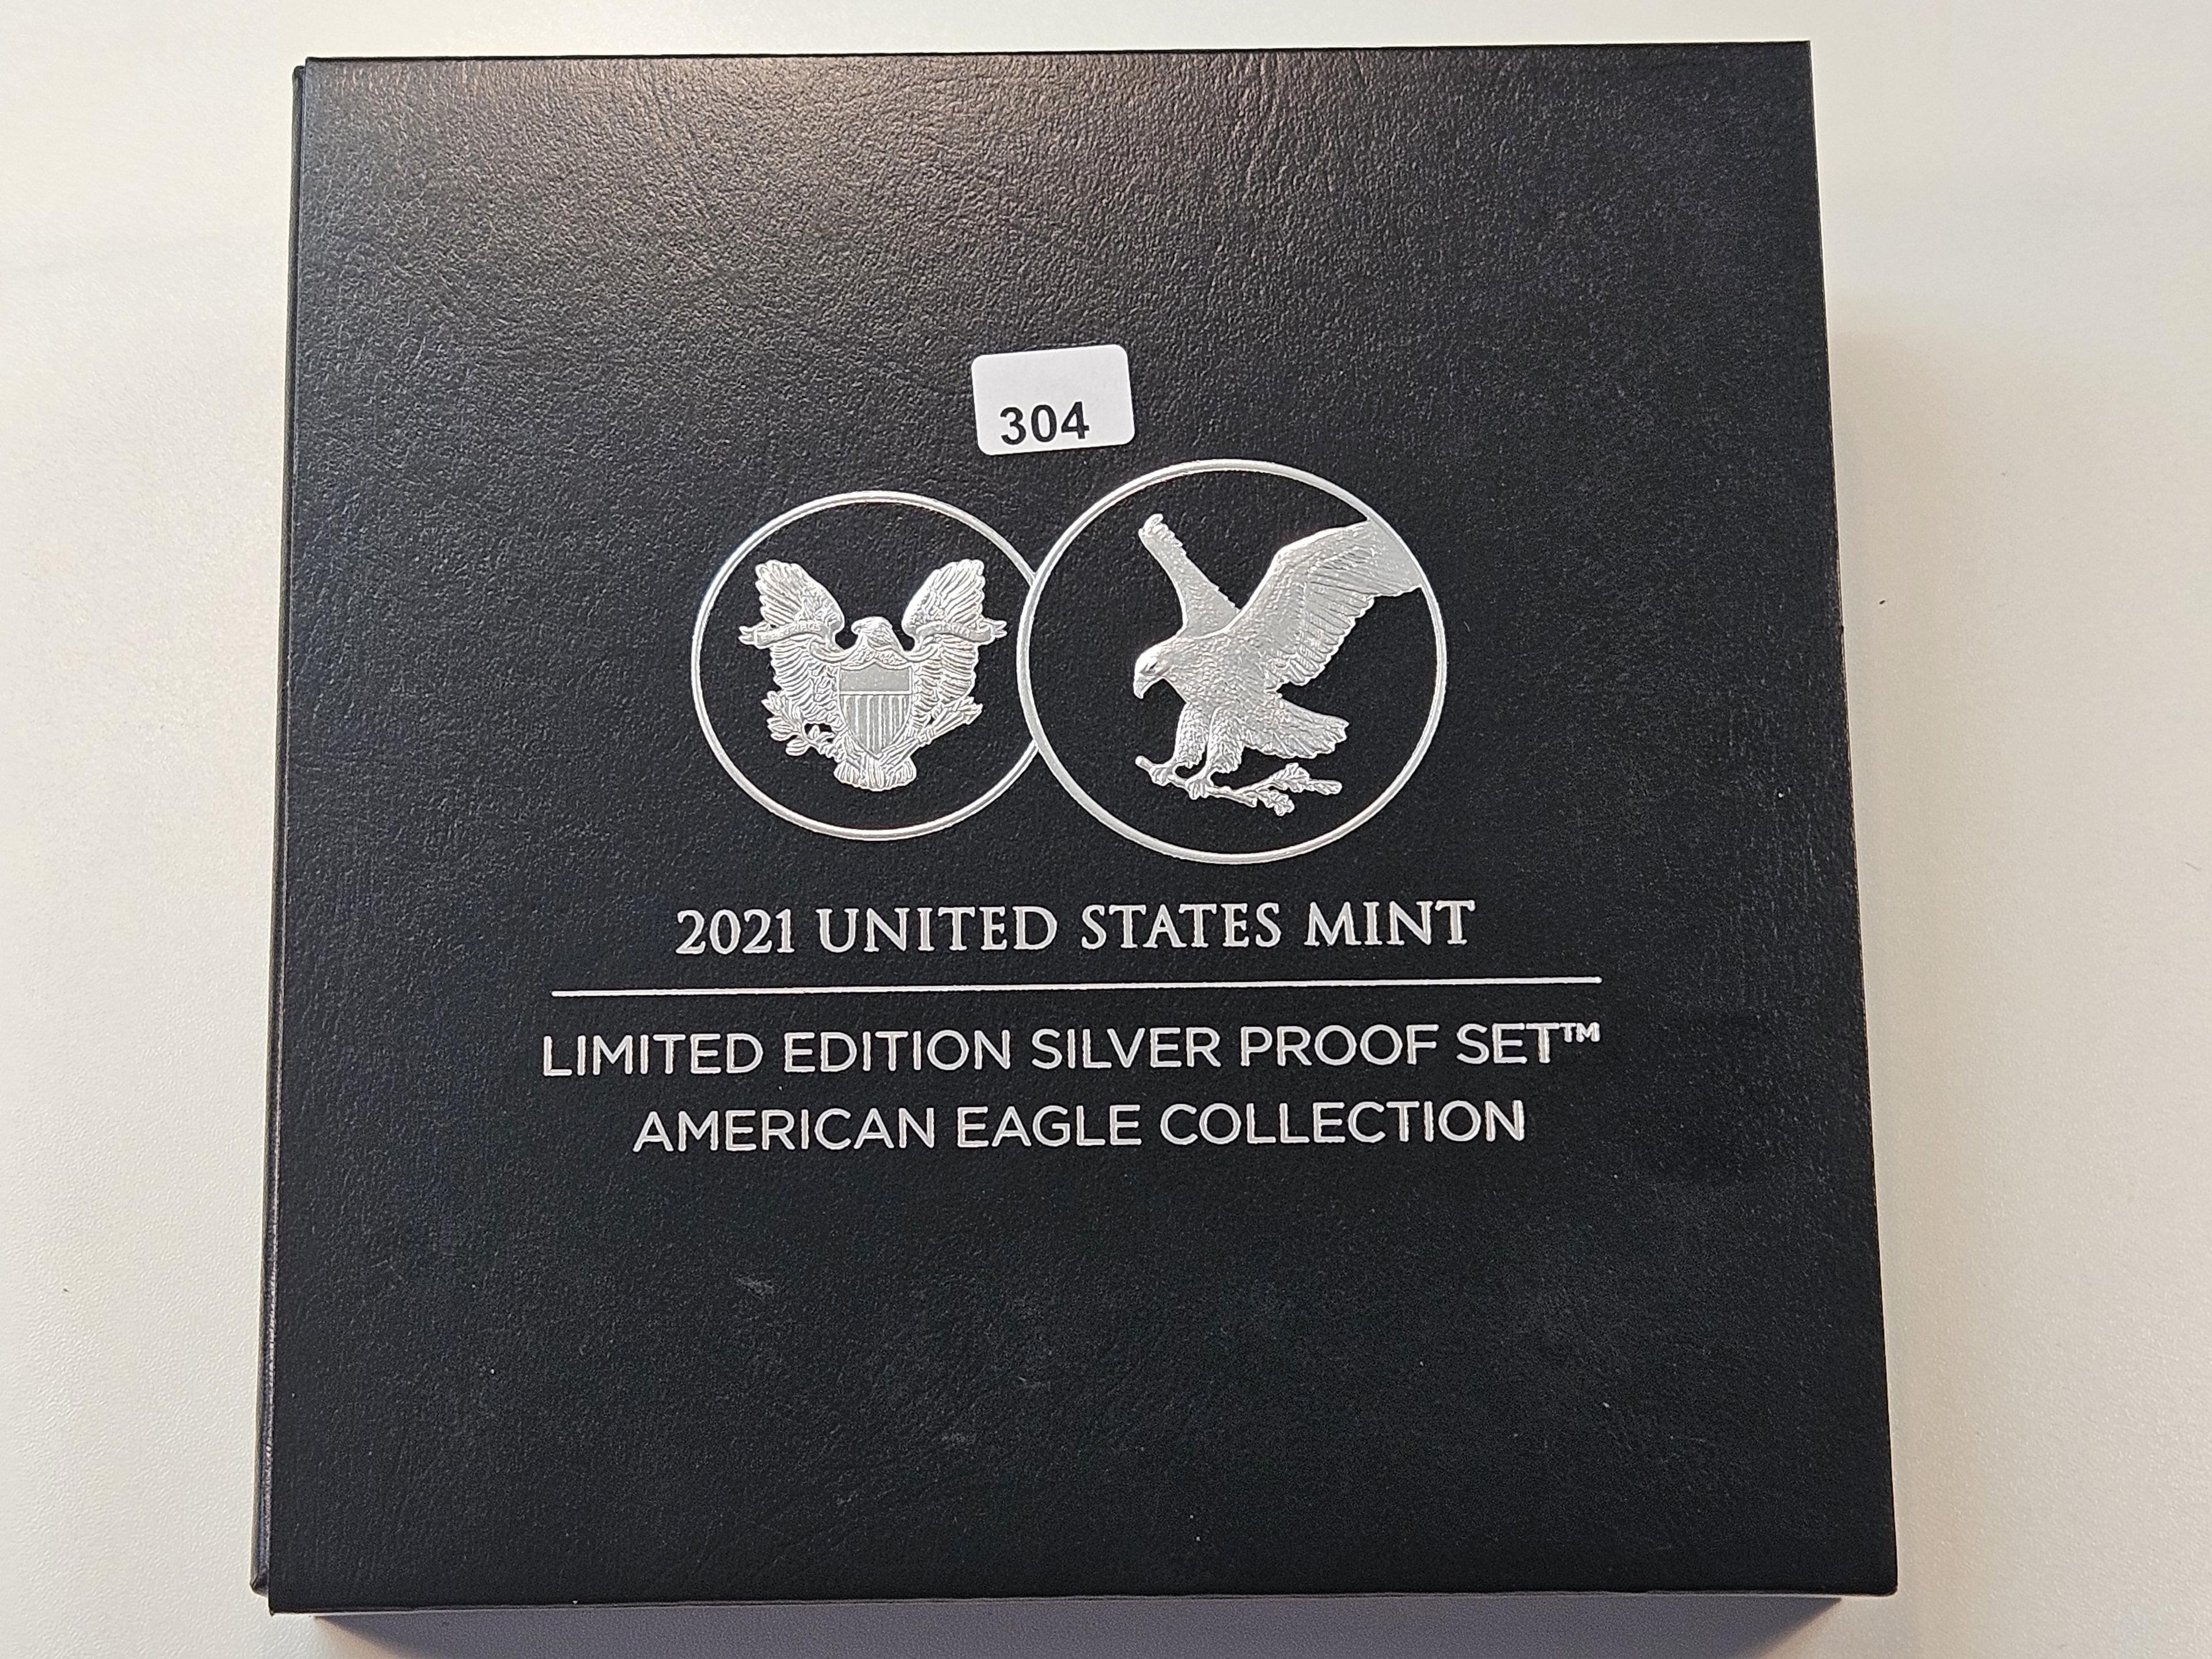 304
2021 UNITED STATES MINT
LIMITED EDITION SILVER PROOF SET™
AMERICAN EAGLE COLLECTION